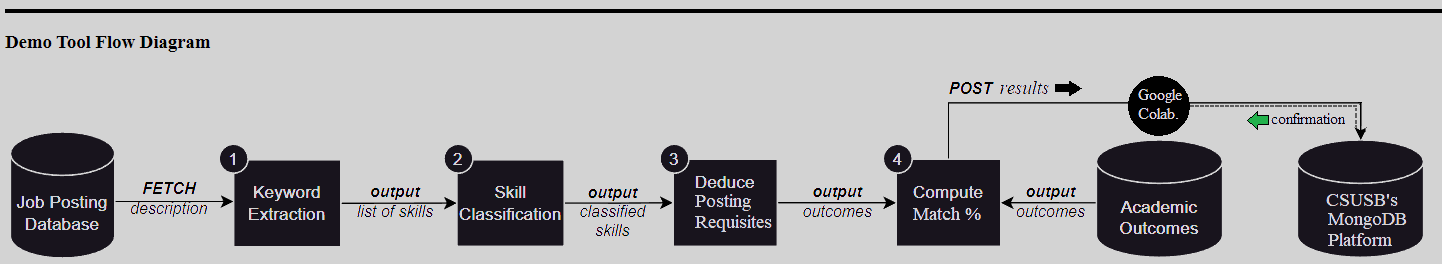 Demo Tool Flow Diagram
Job Posting
Database
FETCH
description
1
Keyword
Extraction
output
list of skills
2
Skill
Classification
output
classified
skills
3
Deduce
Posting
Requisites
output
outcomes
4
Compute
Match %
output
outcomes
Academic
Outcomes
POST results
Google
Colab.
confirmation
CSUSB's
MongoDB
Platform